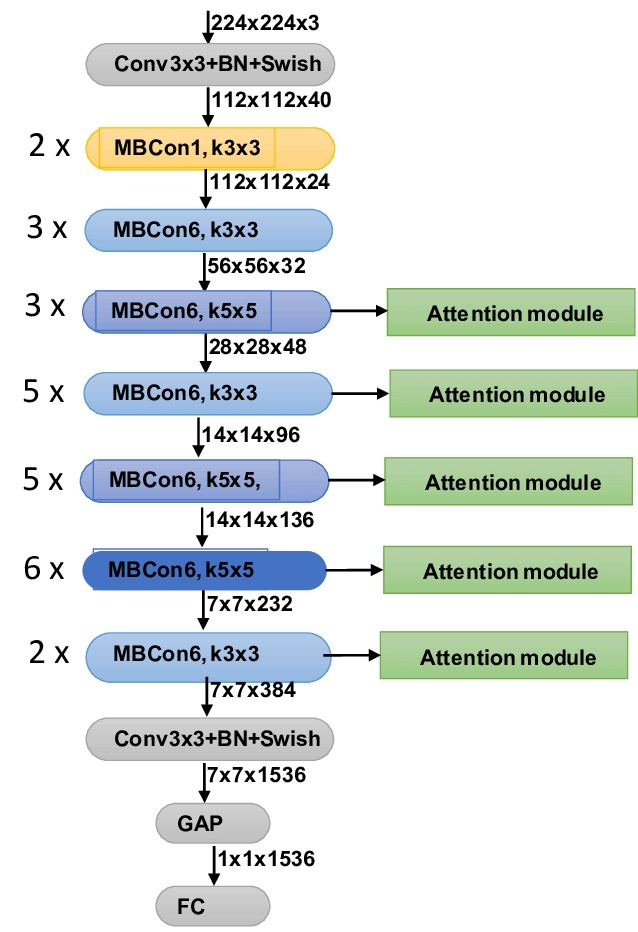 224x224x3
Conv3x3+BN+Swish
112x112x40
2 x
MBCon1, k3x3
112x112x24
3 x
MBCon6, k3x3
56x56x32
3 x
MBCon6, k5x5
Attention module
28x28x48
5 x
MBCon6, k3x3
Attention module
14x14x96
5 x
MBCon6, k5x5,
Attention module
14x14x136
6 x
MBCon6, k5x5
Attention module
7x7x232
2 x
MBCon6, k3x3
Attention module
7x7x384
Conv3x3+BN+Swish
7x7x1536
GAP
1x1x1536
FC